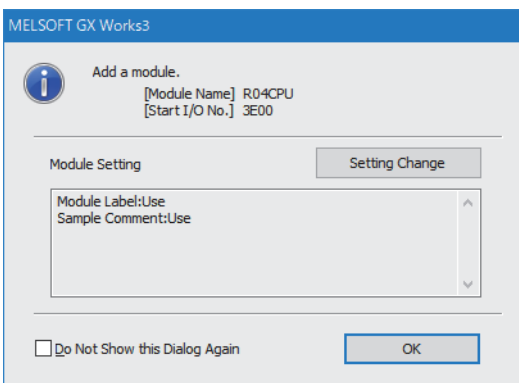 MELSOFT GX Works3
Add a module.
[Module Name] R04CPU
[Start I/O No.] 3E00
Module Setting
Setting Change
Module Label:Use
Sample Comment:Use
Do Not Show this Dialog Again
OK